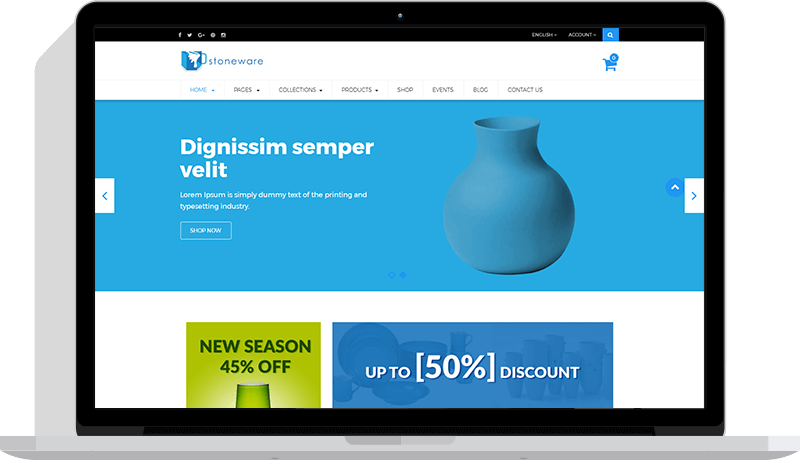 ENGLISH ACCOUNT
stoneware
0
HOME PAGES COLLECTIONS PRODUCTS SHOP EVENTS BLOG CONTACT US
Dignissim semper
velit
Lorem Ipsum is simply dummy text of the printing and
typesetting industry.
SHOP NOW
NEW SEASON
45% OFF
UP TO [50%] DISCOUNT